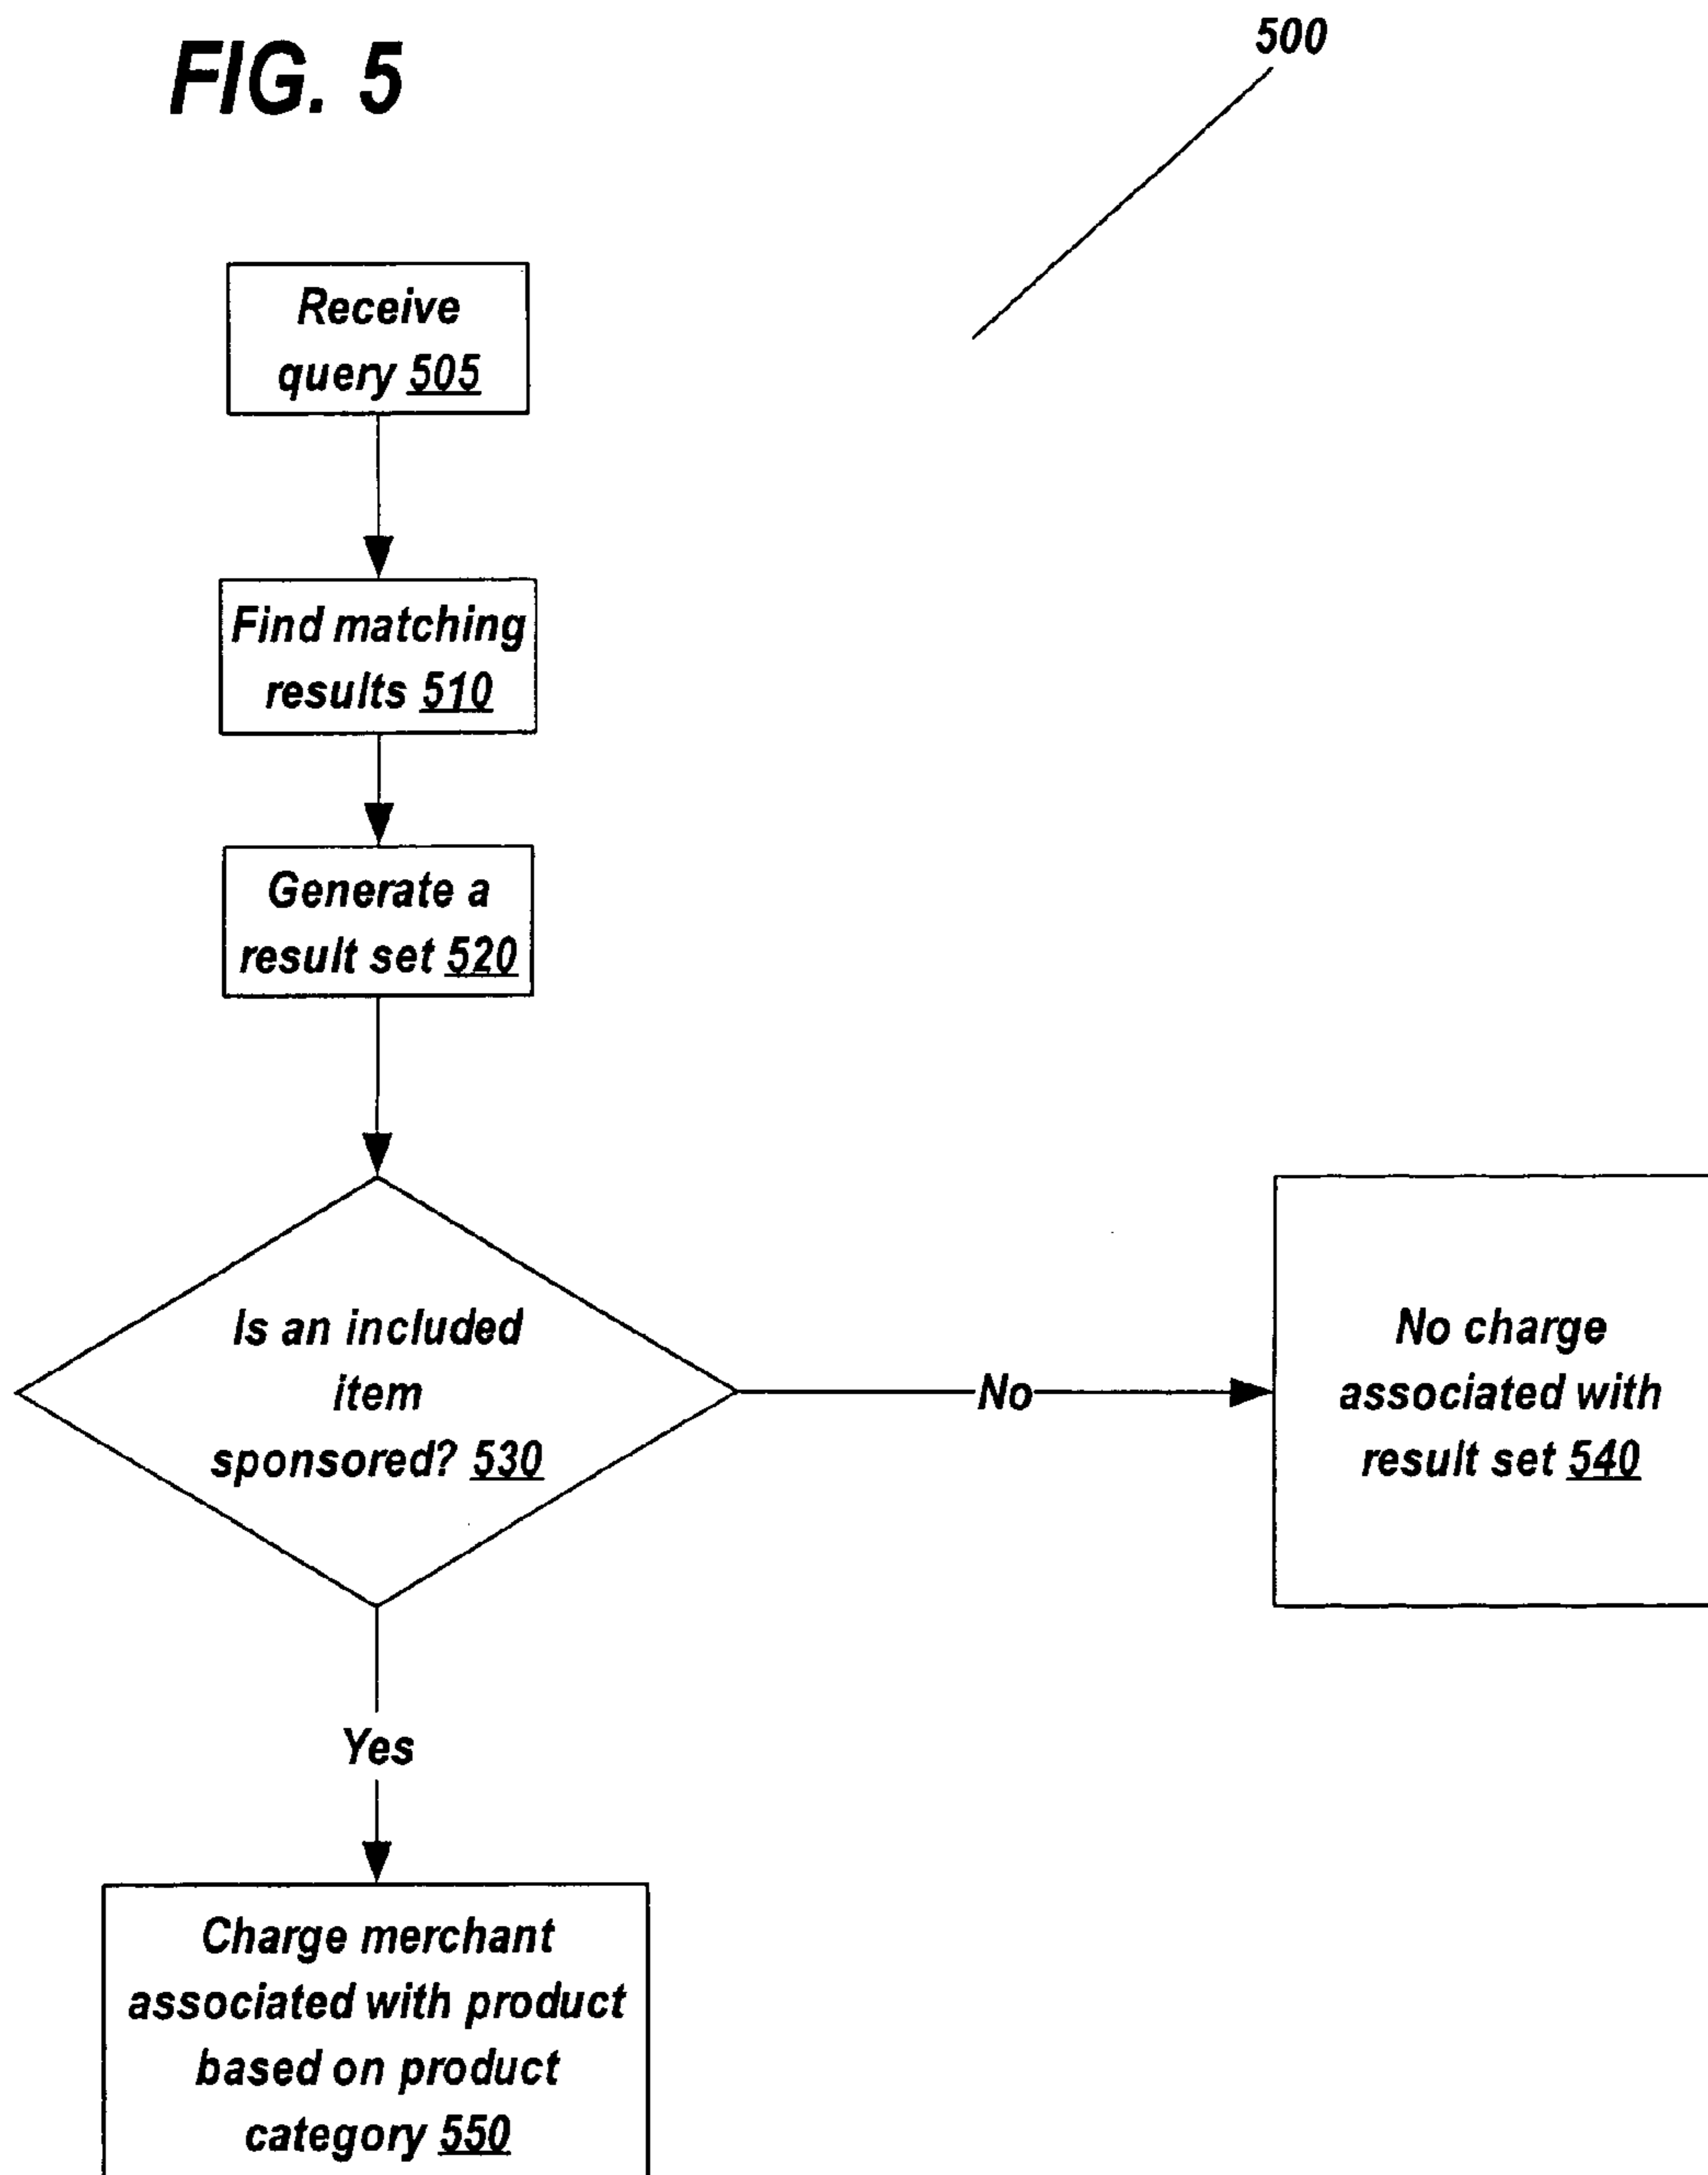 FIG. 5
500
Receive
query 505
Find matching
results 510
Generate a
result set 520
Is an included
item
sponsored? 530
No
No charge
associated with
result set 540
Yes
Charge merchant
associated with product
based on product
category 550